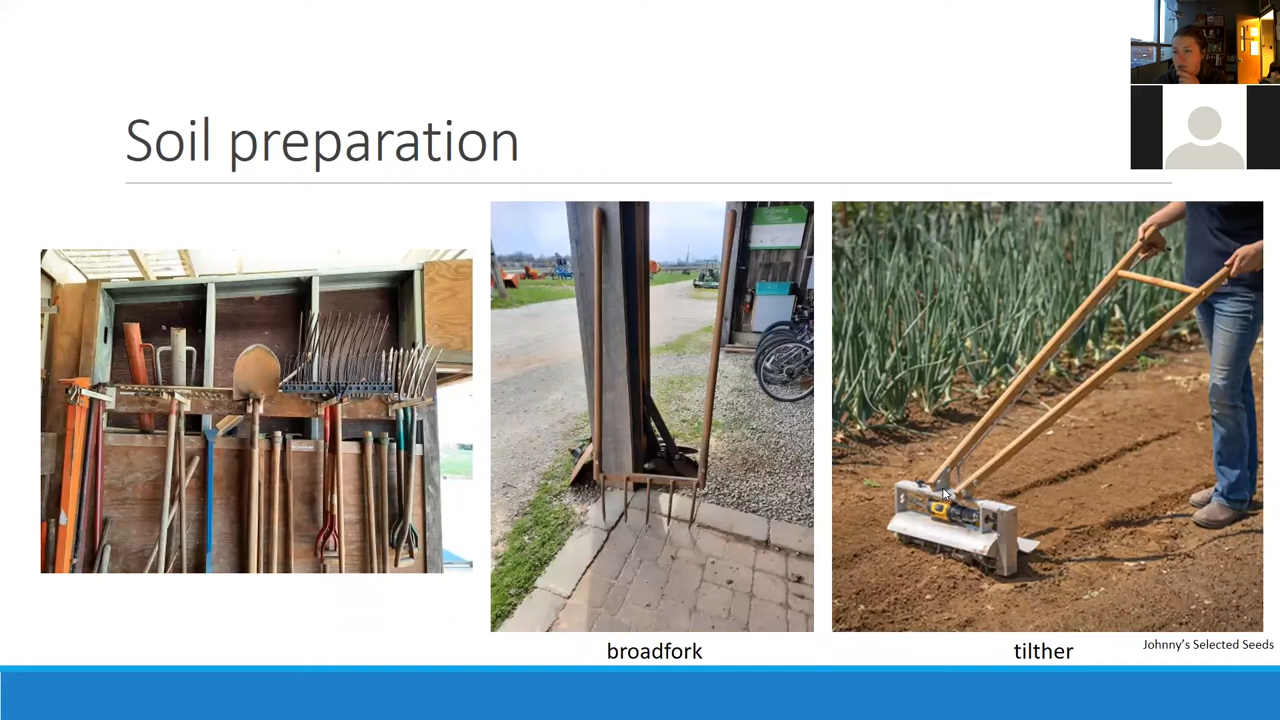 Soil preparation
broadfork
tilther
Johnny's Selected Seeds